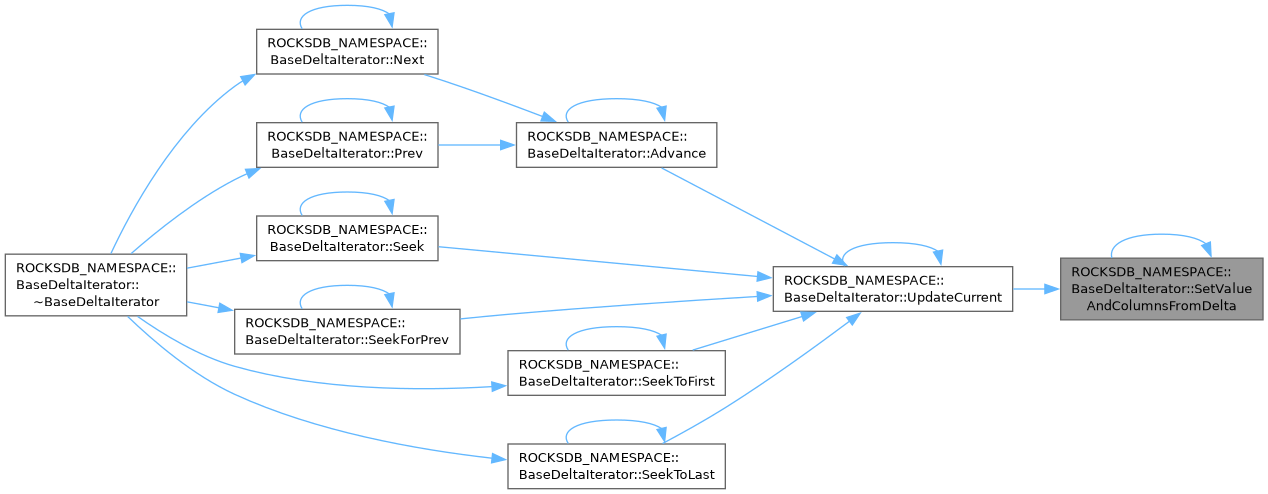 ROCKSDB_NAMESPACE::
BaseDeltaIterator::Next
ROCKSDB_NAMESPACE::
BaseDeltaIterator::Prev
ROCKSDB_NAMESPACE::
BaseDeltaIterator::Advance
ROCKSDB_NAMESPACE::
BaseDeltaIterator::Seek
ROCKSDB_NAMESPACE::
BaseDeltaIterator::
~BaseDeltaIterator
ROCKSDB_NAMESPACE::
BaseDeltaIterator::UpdateCurrent
ROCKSDB_NAMESPACE::
BaseDeltaIterator::SetValue
AndColumnsFromDelta
ROCKSDB_NAMESPACE::
BaseDeltaIterator::SeekForPrev
ROCKSDB_NAMESPACE::
BaseDeltaIterator::SeekToFirst
ROCKSDB_NAMESPACE::
BaseDeltaIterator::SeekToLast